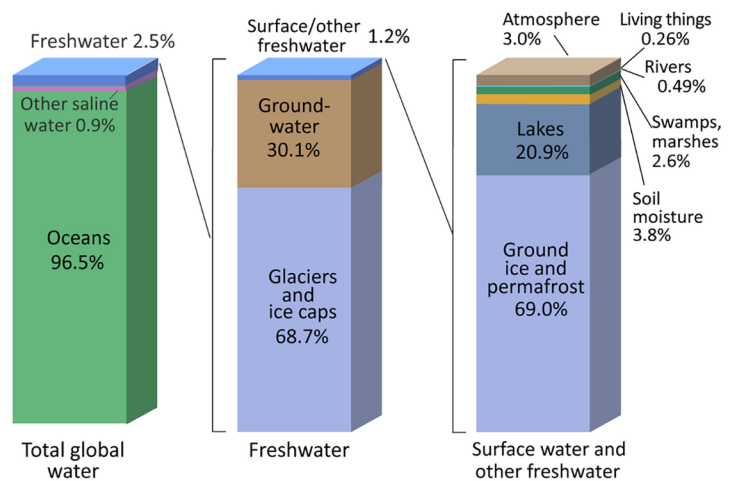 Freshwater 2.5%
Other saline
water 0.9%
Oceans
96.5%
Total global
water
Surface/other
freshwater
1.2%
Ground-
water
30.1%
Glaciers
and
ice caps
68.7%
Freshwater
Atmosphere
3.0%
Living things
0.26%
Rivers
0.49%
Swamps,
marshes
2.6%
Soil
moisture
3.8%
Lakes
20.9%
Ground
ice and
permafrost
69.0%
Surface water and
other freshwater